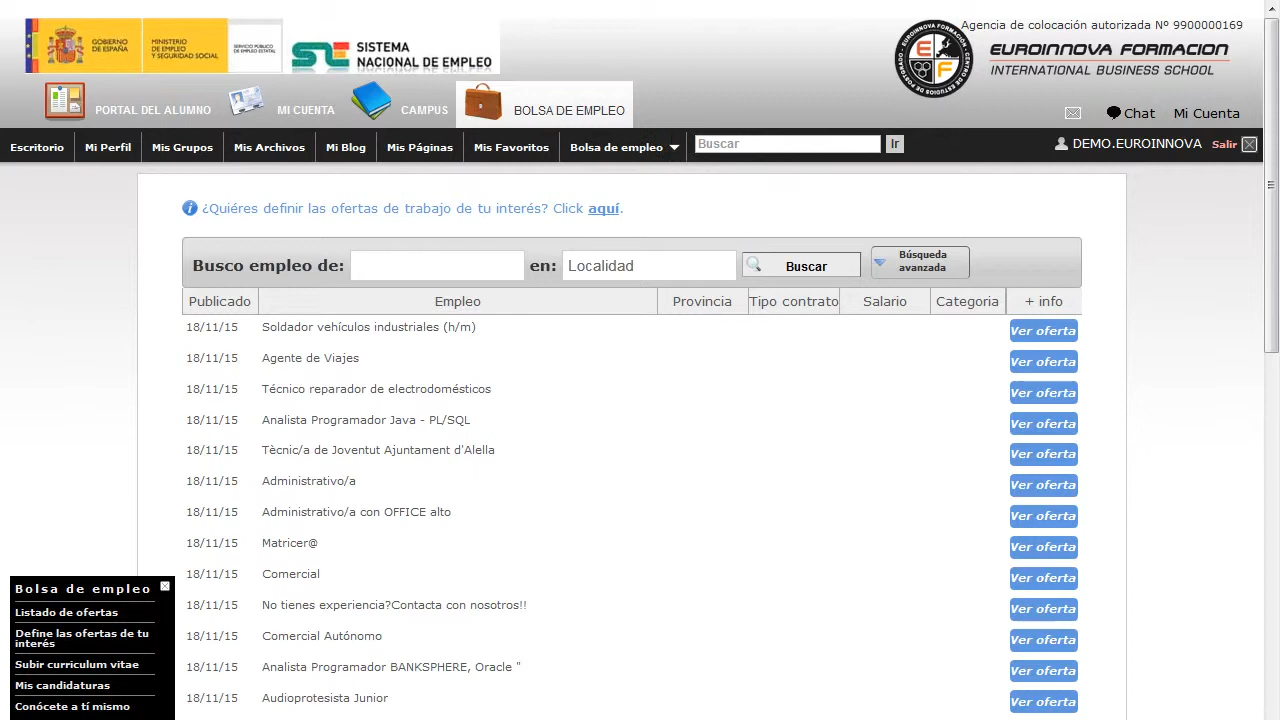 GOBIERNO DE ESPAÑA
MINISTERIO DE EMPLEO Y SEGURIDAD SOCIAL
SERVICIO PÚBLICO DE EMPLEO ESTATAL
SISTEMA NACIONAL DE EMPLEO
Agencia de colocación autorizada Nº 9900000169
EUROINNOVA FORMACION
INTERNATIONAL BUSINESS SCHOOL
E F
PORTAL DEL ALUMNO
MI CUENTA
CAMPUS
BOLSA DE EMPLEO
Chat
Mi Cuenta
Escritorio
Mi Perfil
Mis Grupos
Mis Archivos
Mi Blog
Mis Páginas
Mis Favoritos
Bolsa de empleo
Buscar
Ir
DEMO.EUROINNOVA
Salir
¿Quiéres definir las ofertas de trabajo de tu interés? Click aquí.
Busco empleo de:
en:
Localidad
Buscar
Búsqueda avanzada
Publicado Empleo Provincia Tipo contrato Salario Categoria + info
18/11/15 Soldador vehículos industriales (h/m) Ver oferta
18/11/15 Agente de Viajes Ver oferta
18/11/15 Técnico reparador de electrodomésticos Ver oferta
18/11/15 Analista Programador Java - PL/SQL Ver oferta
18/11/15 Tècnic/a de Joventut Ajuntament d'Alella Ver oferta
18/11/15 Administrativo/a Ver oferta
18/11/15 Administrativo/a con OFFICE alto Ver oferta
18/11/15 Matricer@ Ver oferta
18/11/15 Comercial Ver oferta
18/11/15 No tienes experiencia?Contacta con nosotros!! Ver oferta
18/11/15 Comercial Autónomo Ver oferta
18/11/15 Analista Programador BANKSPHERE, Oracle " Ver oferta
18/11/15 Audioprotesista Junior Ver oferta
Bolsa de empleo
Listado de ofertas
Define las ofertas de tu
interés
Subir curriculum vitae
Mis candidaturas
Conócete a tí mismo